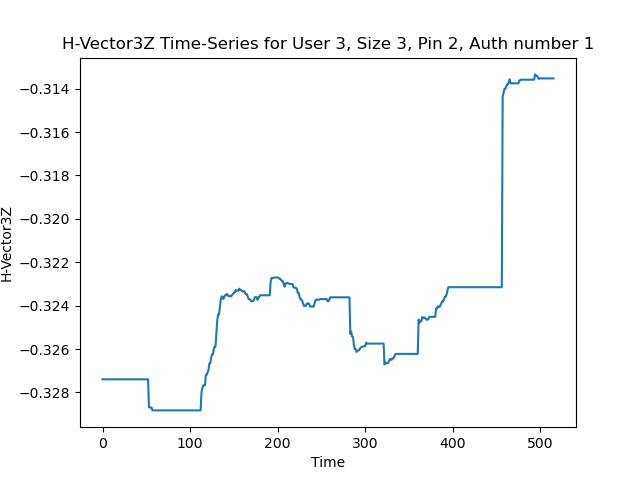 H-Vector3Z Time-Series for User 3, Size 3, Pin 2, Auth number 1
−0.314
−0.316
−0.318
−0.320
−0.322
−0.324
−0.326
−0.328
H-Vector3Z
0 100 200 300 400 500
Time